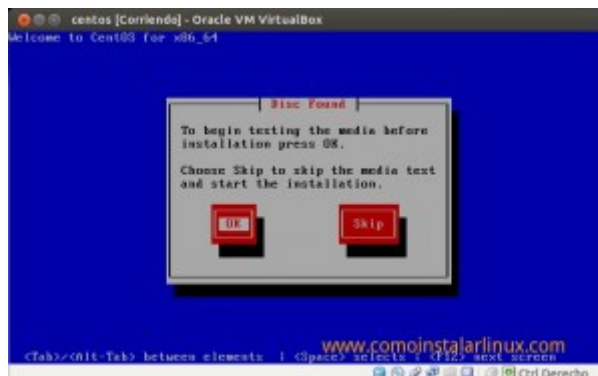 centos [Corriendo] - Oracle VM VirtualBox
Welcome to CentOS for x86_64
Disc Found
To begin testing the media before
installation press OK.
Choose Skip to skip the media test
and start the installation.
OK Skip
www.comoinstalarlinux.com
<Tab>/<Alt-Tab> between elements | <Space> selects | <F12> next screen
Ctrl Derecho